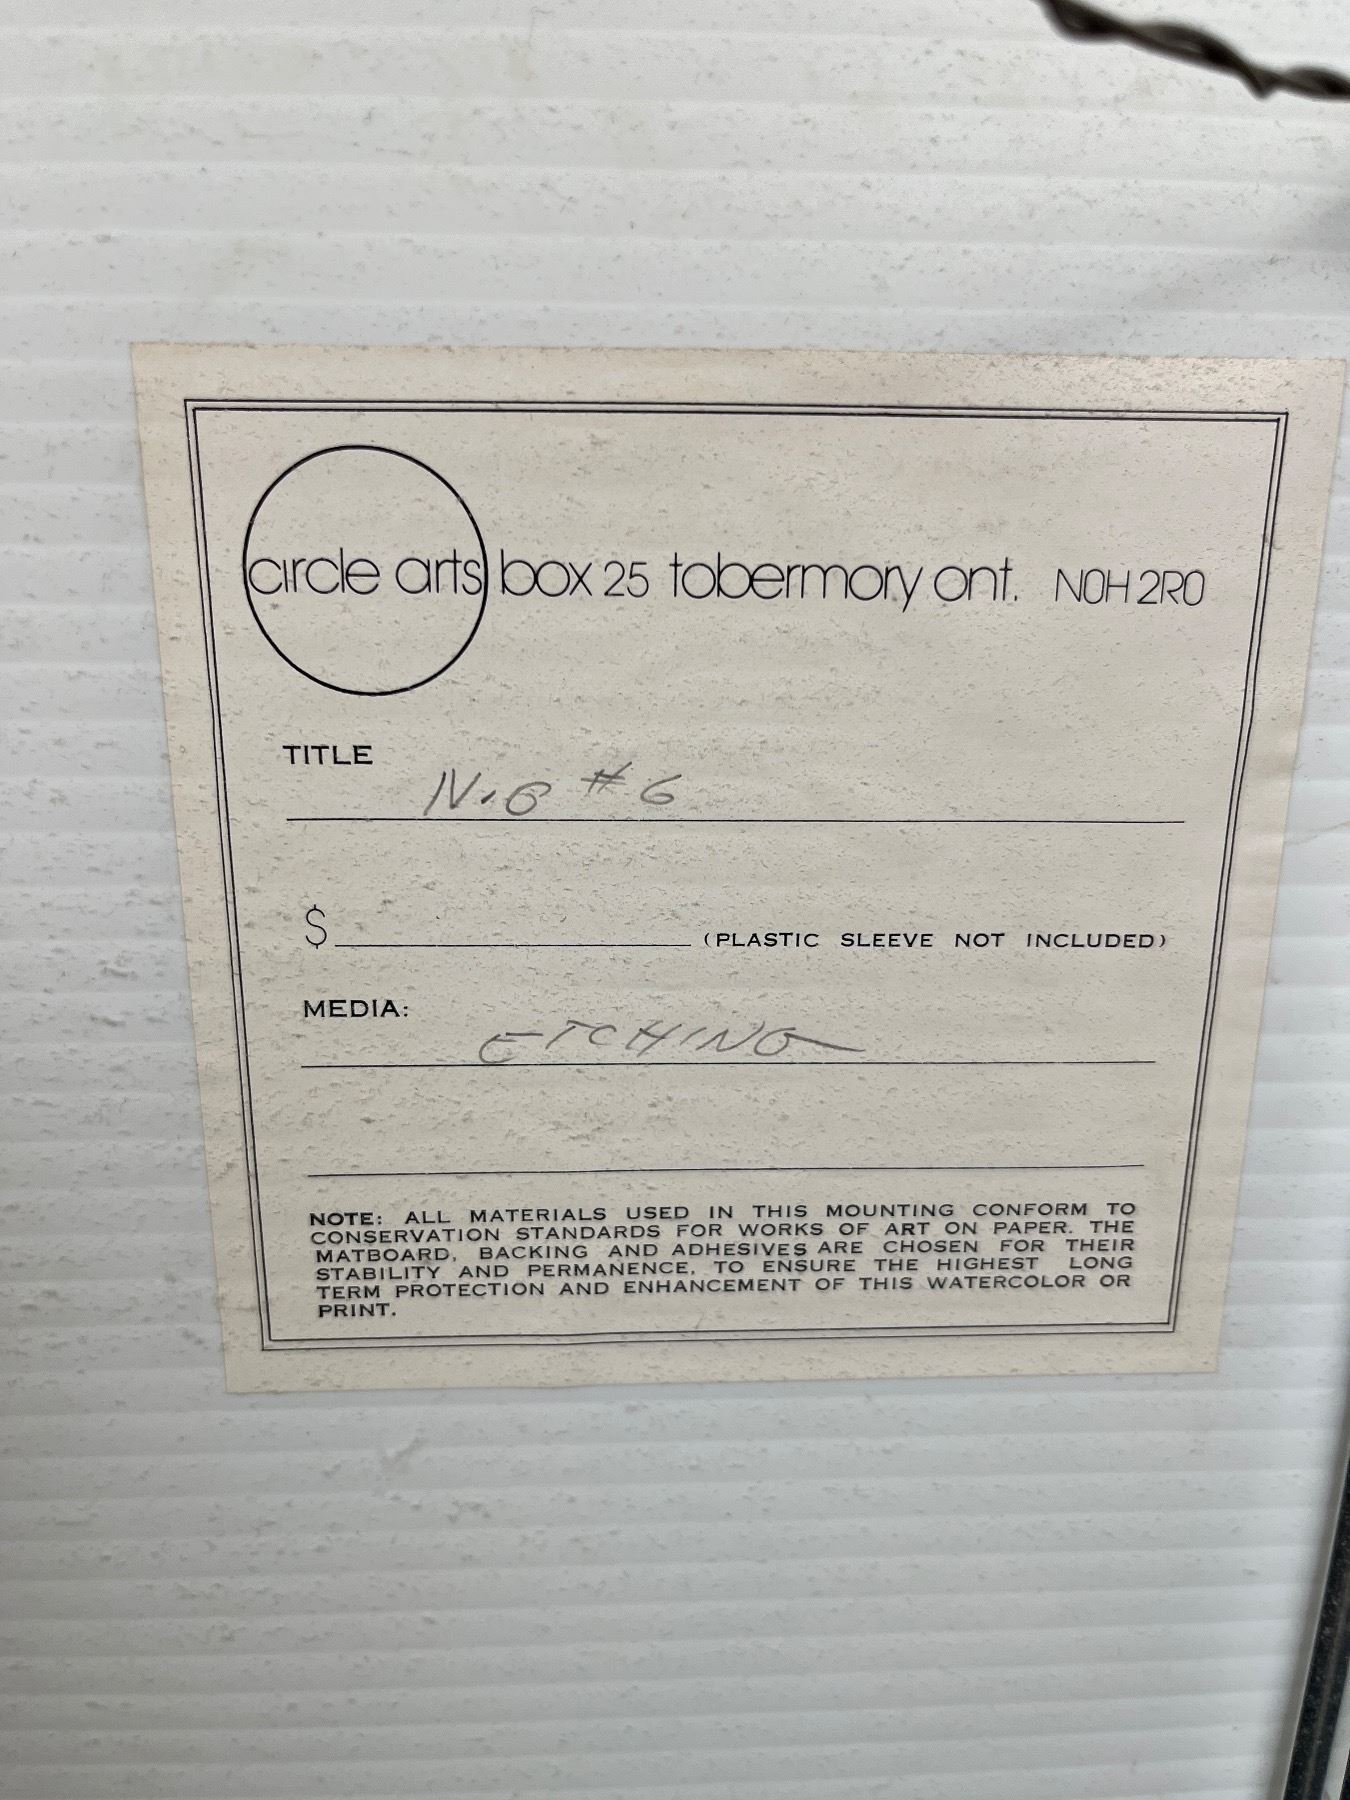 circle arts box 25 tobermory ont. N0H 2R0
TITLE
#6
$ (PLASTIC SLEEVE NOT INCLUDED)
MEDIA:
ETCHING
NOTE: ALL MATERIALS USED IN THIS MOUNTING CONFORM TO
CONSERVATION STANDARDS FOR WORKS OF ART ON PAPER. THE
MATBOARD, BACKING AND ADHESIVES ARE CHOSEN FOR THEIR
STABILITY AND PERMANENCE, TO ENSURE THE HIGHEST LONG
TERM PROTECTION AND ENHANCEMENT OF THIS WATERCOLOR OR
PRINT.